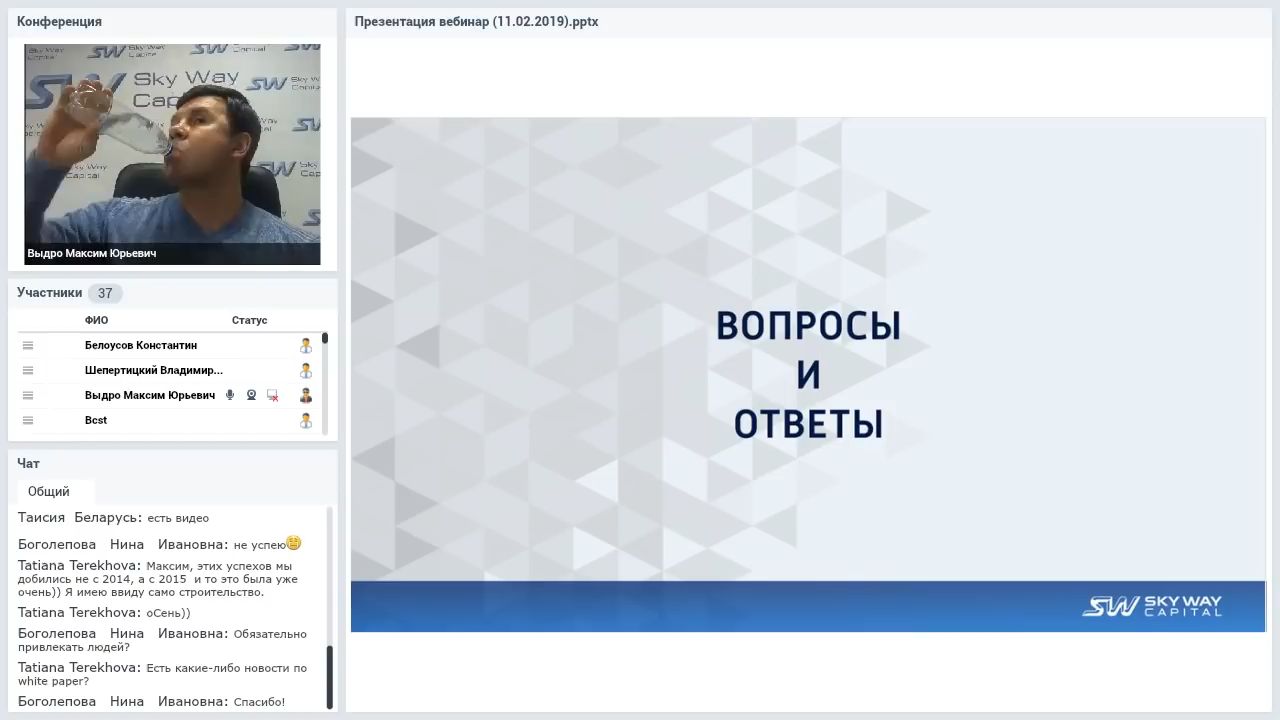 Конференция
Sky Way
Capital
Выдро Максим Юрьевич
Участники 37
ФИО Статус
Белоусов Константин
Шепертицкий Владимир...
Выдро Максим Юрьевич
Bcst
Чат
Общий
Таисия Беларусь: есть видео
Боголепова Нина Ивановна: не успею
Tatiana Terekhova: Максим, этих успехов мы
добились не с 2014, а с 2015 и то это была уже
очень)) Я имею ввиду само строительство.
Tatiana Terekhova: оСень))
Боголепова Нина Ивановна: Обязательно
привлекать людей?
Tatiana Terekhova: Есть какие-либо новости по
white paper?
Боголепова Нина Ивановна: Спасибо!
Презентация вебинар (11.02.2019).pptx
ВОПРОСЫ
И
ОТВЕТЫ
SW SKY WAY
CAPITAL